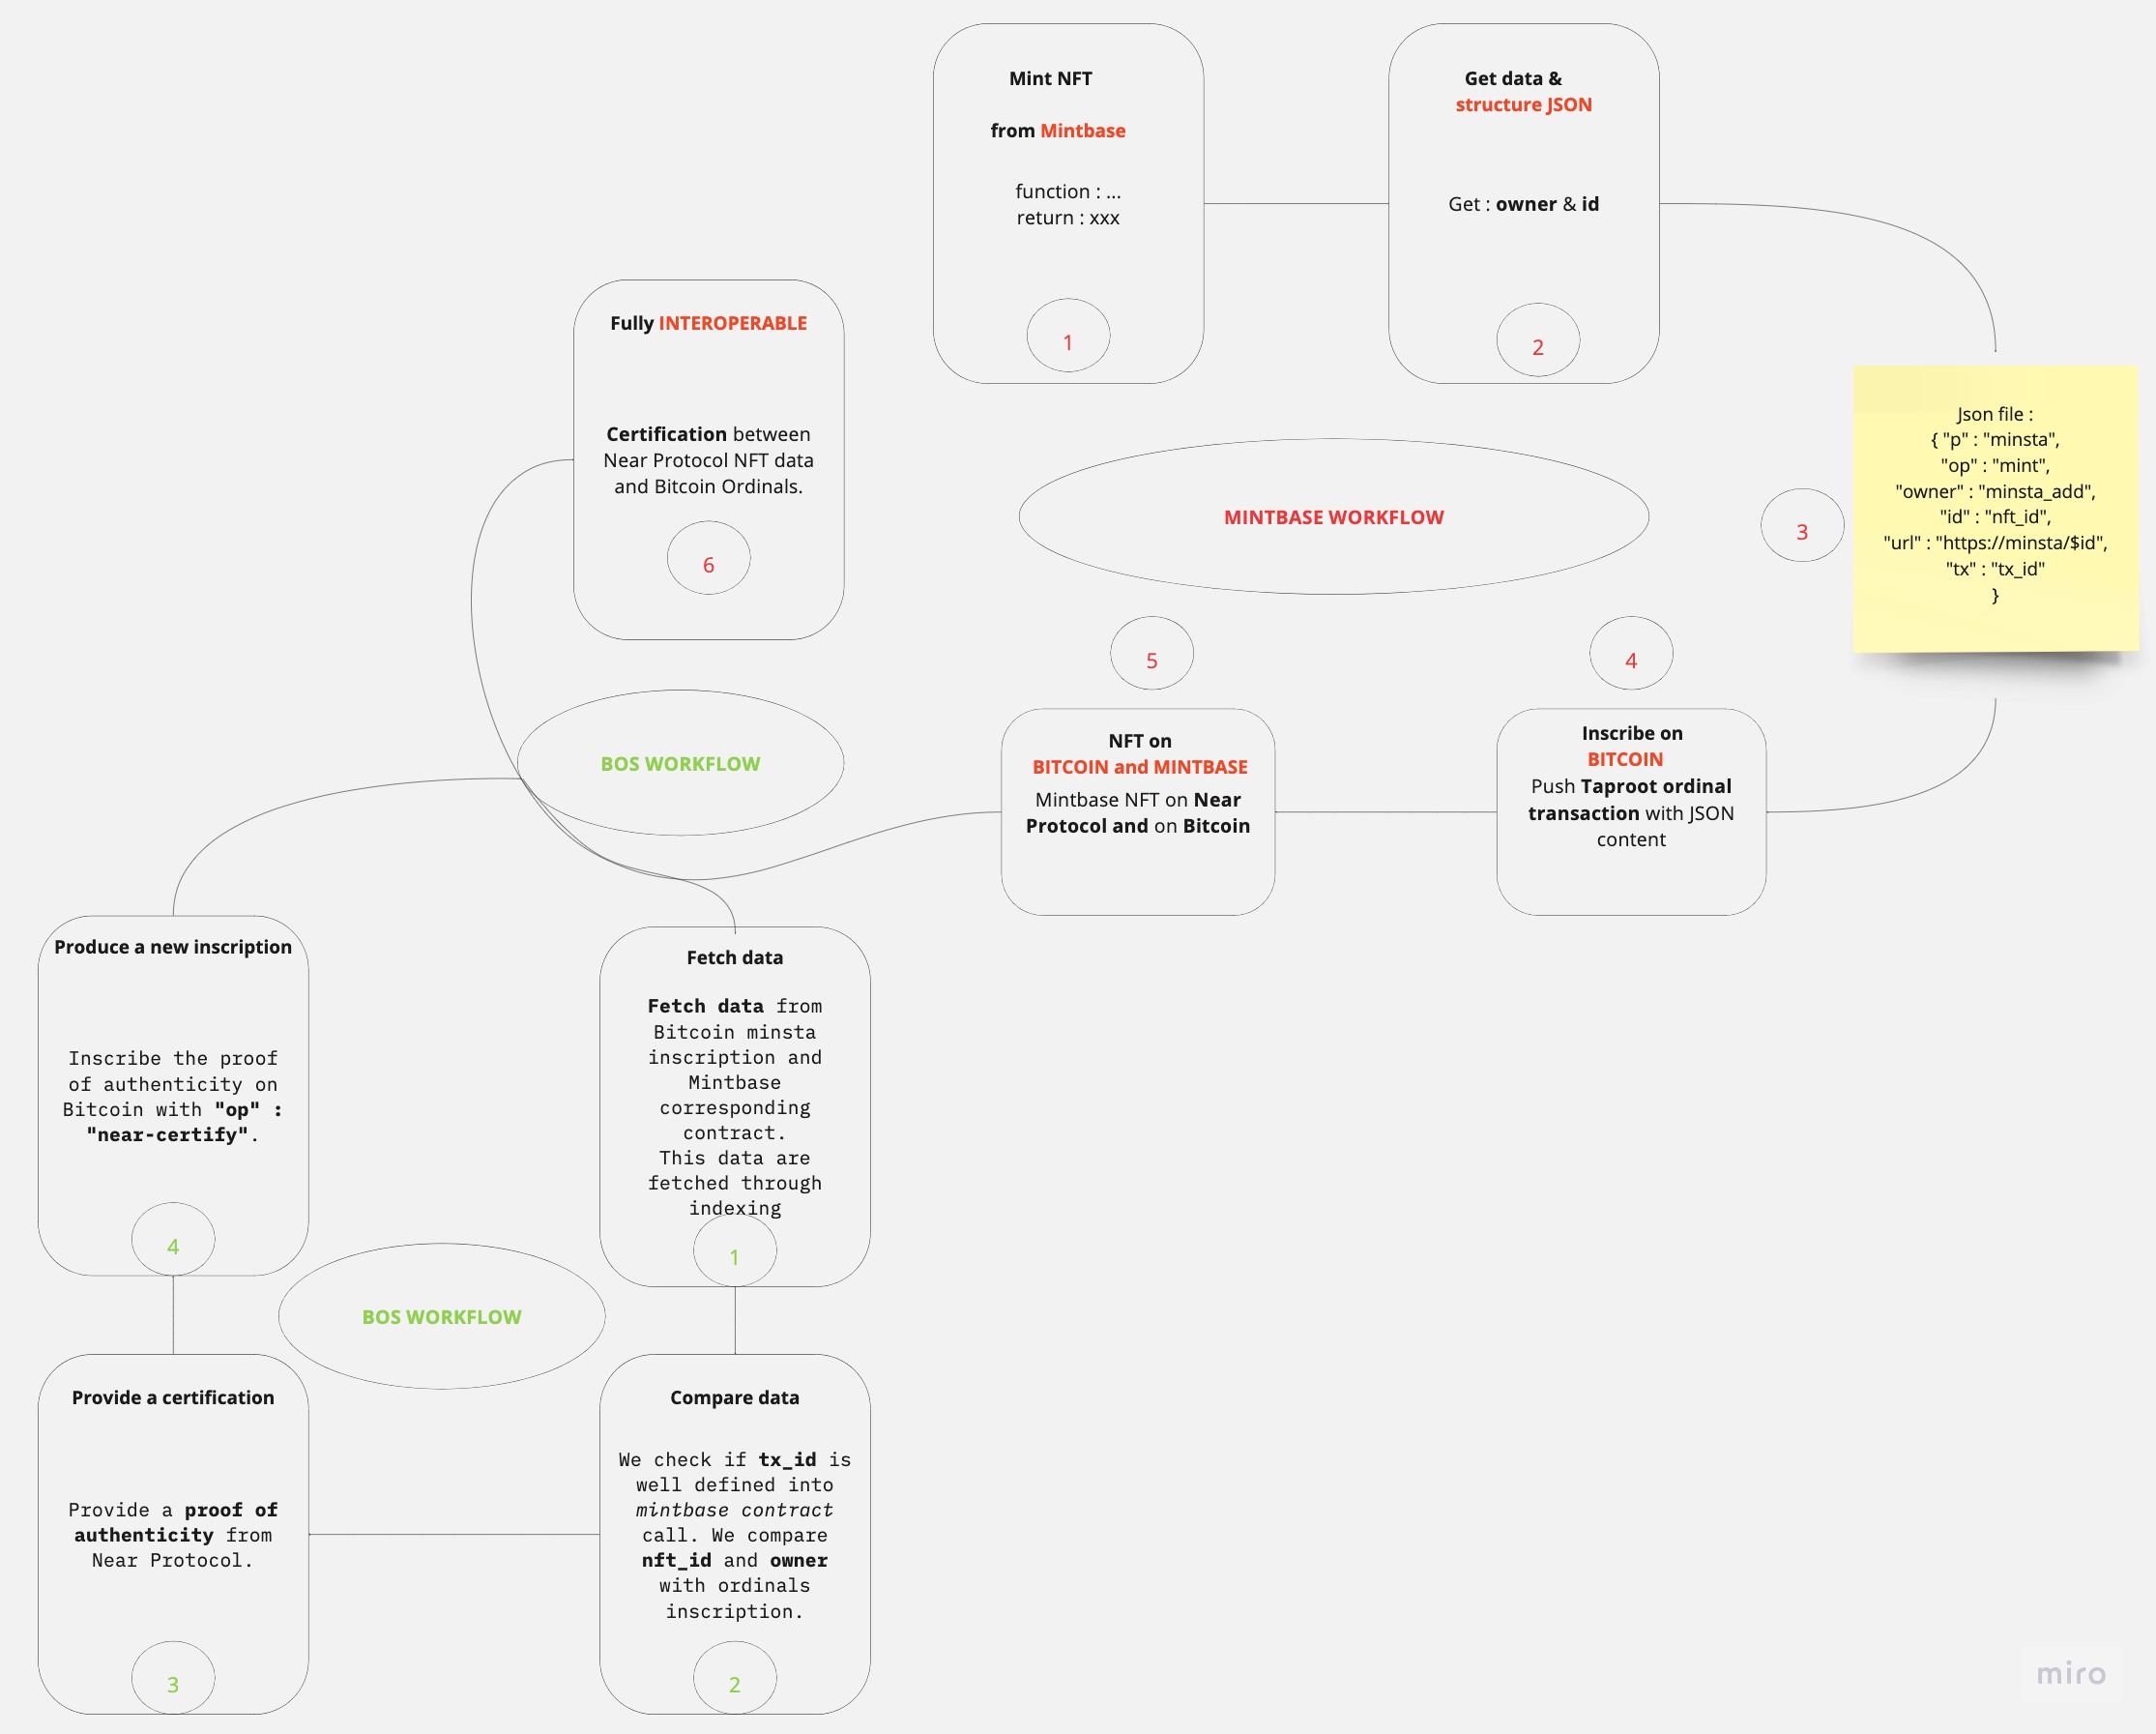 Mint NFT
from Mintbase
function : ...
return : xxx
1
Get data &
structure JSON
Get : owner & id
2
Json file :
{ "p" : "minsta",
"op" : "mint",
"owner" : "minsta_add",
"id" : "nft_id",
"url" : "https://minsta/$id",
"tx" : "tx_id"
}
3
MINTBASE WORKFLOW
4
Inscribe on
BITCOIN
Push Taproot ordinal
transaction with JSON
content
5
NFT on
BITCOIN and MINTBASE
Mintbase NFT on Near
Protocol and on Bitcoin
Fully INTEROPERABLE
Certification between
Near Protocol NFT data
and Bitcoin Ordinals.
6
BOS WORKFLOW
Fetch data
Fetch data from
Bitcoin minsta
inscription and
Mintbase
corresponding
contract.
This data are
fetched through
indexing
1
Compare data
We check if tx_id is
well defined into
mintbase contract
call. We compare
nft_id and owner
with ordinals
inscription.
2
BOS WORKFLOW
Provide a certification
Provide a proof of
authenticity from
Near Protocol.
3
Produce a new inscription
Inscribe the proof
of authenticity on
Bitcoin with "op" :
"near-certify".
4
miro